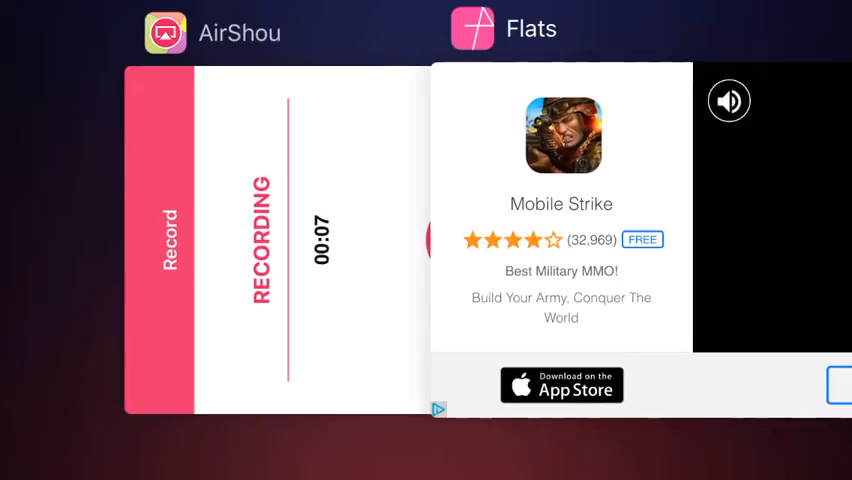 AirShou
Flats
Record
RECORDING
00:07
Mobile Strike
(32,969) FREE
Best Military MMO!
Build Your Army, Conquer The
World
Download on the
App Store